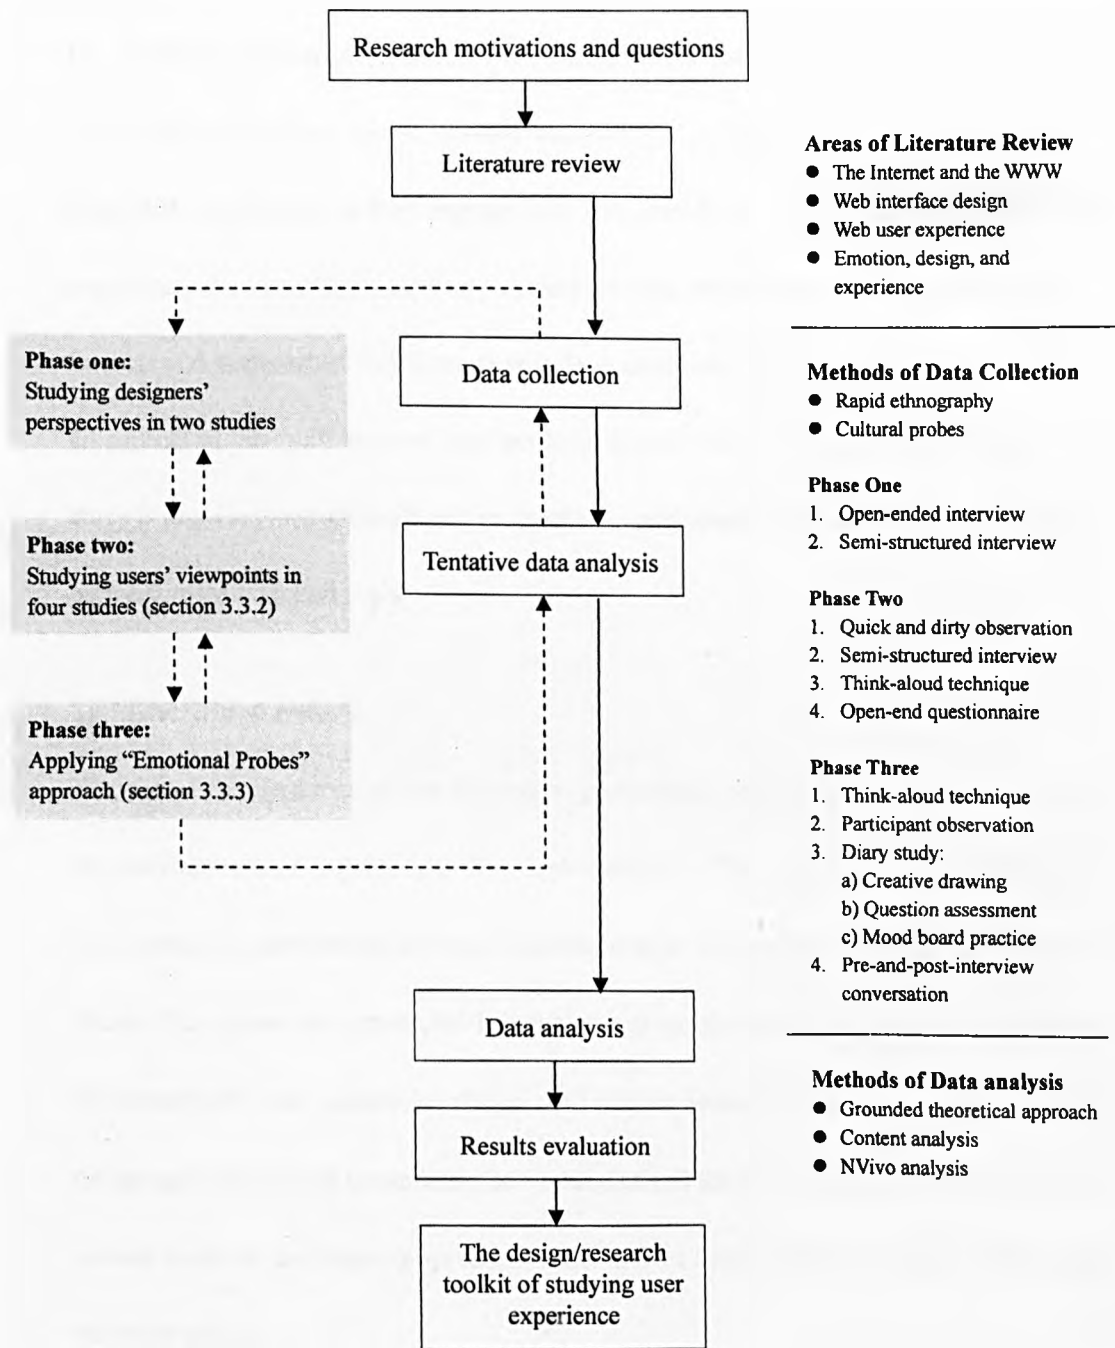 Research motivations and questions
Literature review
Data collection
Tentative data analysis
Data analysis
Results evaluation
The design/research
toolkit of studying user
experience
Phase one:
Studying designers'
perspectives in two studies
Phase two:
Studying users' viewpoints in
four studies (section 3.3.2)
Phase three:
Applying “Emotional Probes”
approach (section 3.3.3)
Areas of Literature Review
● The Internet and the WWW
● Web interface design
● Web user experience
● Emotion, design, and
experience
Methods of Data Collection
● Rapid ethnography
● Cultural probes
Phase One
1. Open-ended interview
2. Semi-structured interview
Phase Two
1. Quick and dirty observation
2. Semi-structured interview
3. Think-aloud technique
4. Open-end questionnaire
Phase Three
1. Think-aloud technique
2. Participant observation
3. Diary study:
a) Creative drawing
b) Question assessment
c) Mood board practice
4. Pre-and-post-interview
conversation
Methods of Data analysis
● Grounded theoretical approach
● Content analysis
● NVivo analysis